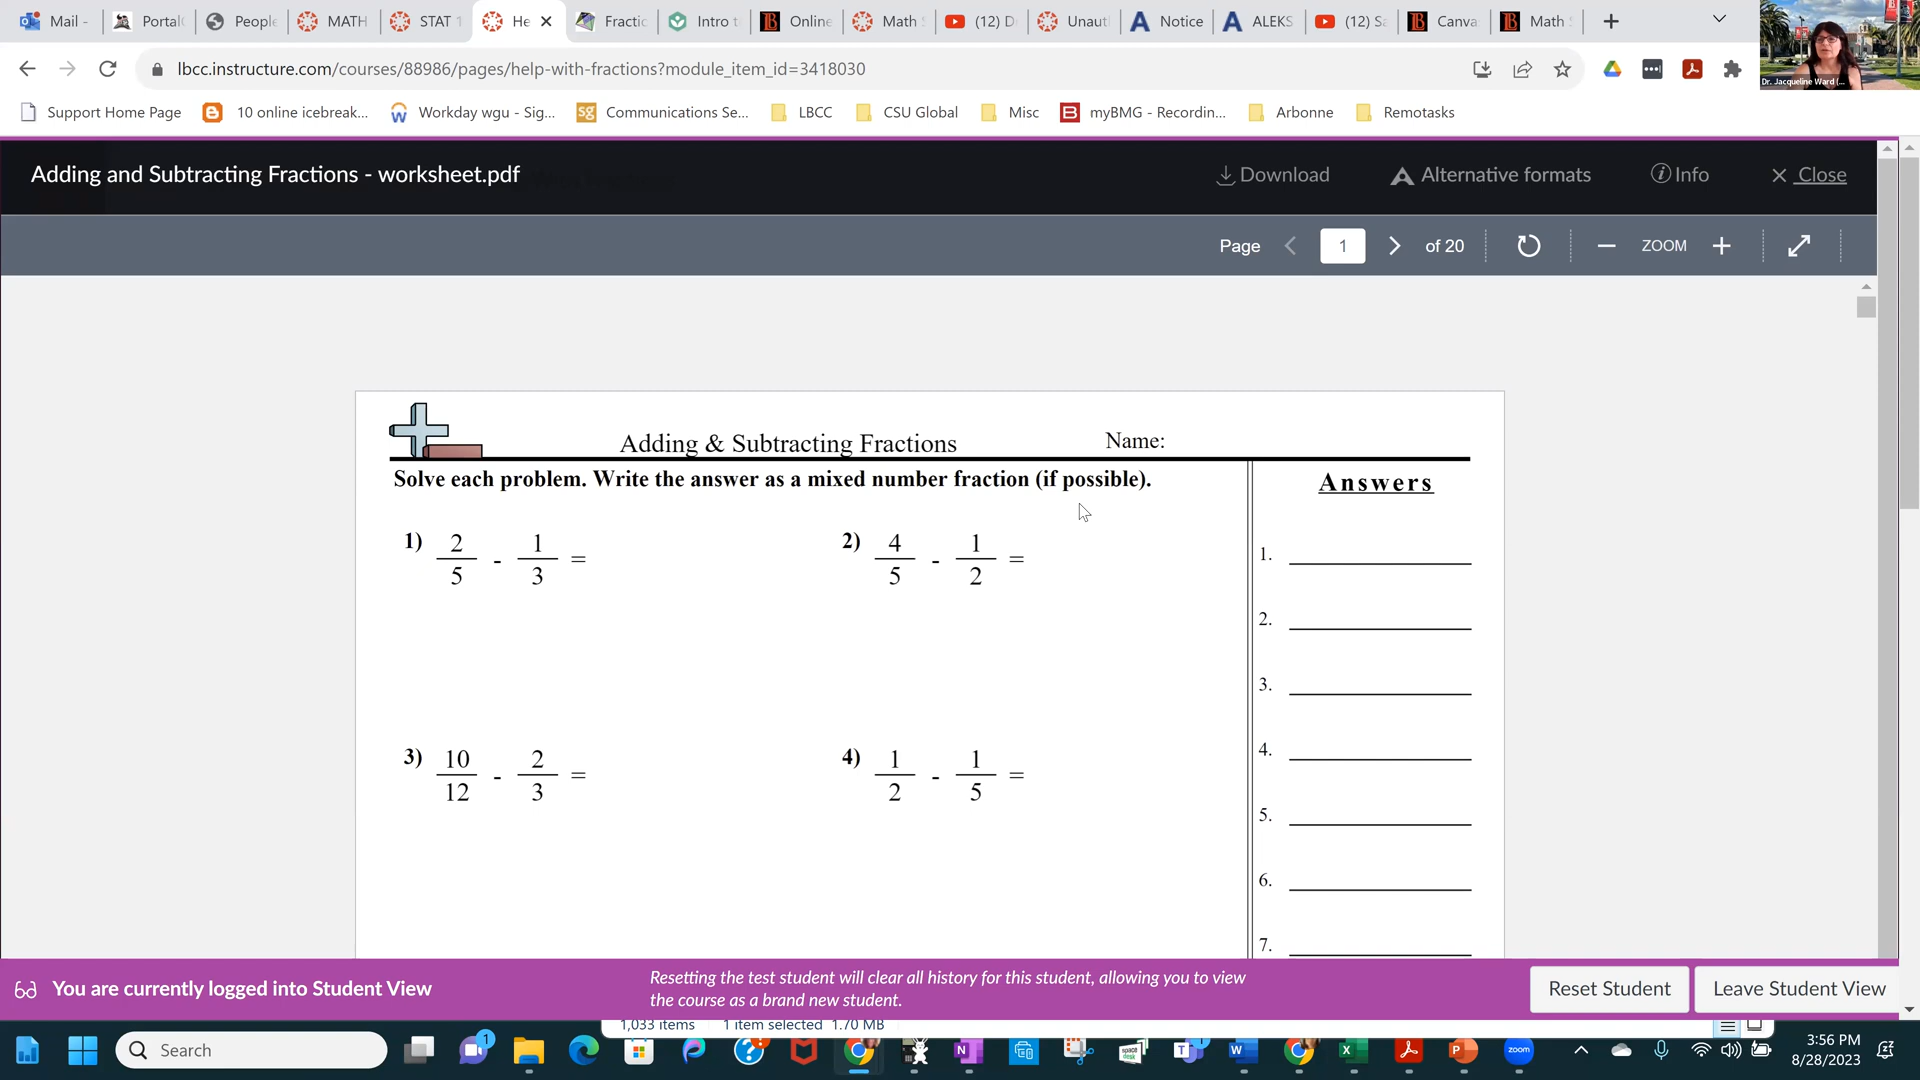 Mail -
Portal
People
MATH
STAT 1
He
Fractic
Intro t
Online
Math S
(12) D
Unaut
Notice
ALEKS
(12) Sa
Canva
Math S
lbcc.instructure.com/courses/88986/pages/help-with-fractions?module_item_id=3418030
Dr. Jacqueline Ward (...
Support Home Page
10 online icebreak...
Workday wgu - Sig...
Communications Se...
LBCC
CSU Global
Misc
myBMG - Recordin...
Arbonne
Remotasks
Adding and Subtracting Fractions - worksheet.pdf
Download
Alternative formats
Info
Close
Page 1 of 20
ZOOM
Adding & Subtracting Fractions
Name:
Solve each problem. Write the answer as a mixed number fraction (if possible).
Answers
1) 2/5 - 1/3 =
2) 4/5 - 1/2 =
3) 10/12 - 2/3 =
4) 1/2 - 1/5 =
1.
2.
3.
4.
5.
6.
7.
You are currently logged into Student View
Resetting the test student will clear all history for this student, allowing you to view
the course as a brand new student.
Reset Student
Leave Student View
1,033 items 1 item selected 1.70 MB
Search
1
zoom
3:56 PM
8/28/2023